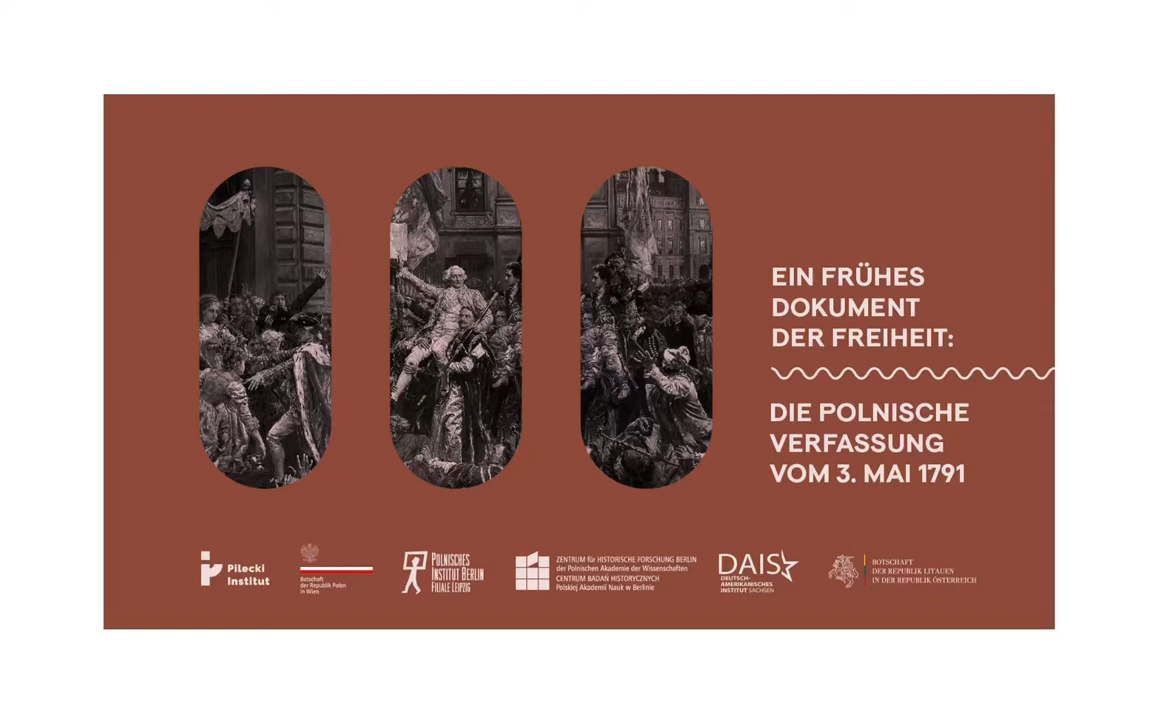 EIN FRÜHES
DOKUMENT
DER FREIHEIT:
DIE POLNISCHE
VERFASSUNG
VOM 3. MAI 1791
Pilecki
Institut
Botschaft
der Republik Polen
in Wien
POLNISCHES
INSTITUT BERLIN
FILIALE LEIPZIG
ZENTRUM für HISTORISCHE FORSCHUNG BERLIN
der Polnischen Akademie der Wissenschaften
CENTRUM BADAŃ HISTORYCZNYCH
Polskiej Akademii Nauk w Berlinie
DAIS
DEUTSCH-
AMERIKANISCHES
INSTITUT SACHSEN
BOTSCHAFT
DER REPUBLIK LITAUEN
IN DER REPUBLIK ÖSTERREICH